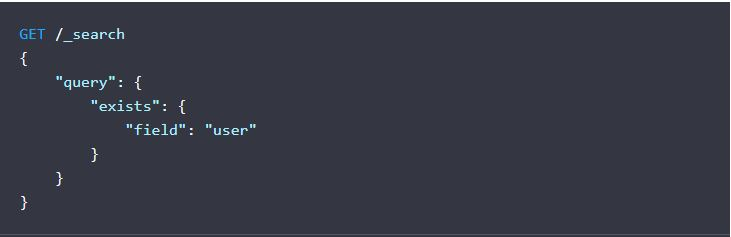 GET /_search
{
    "query": {
        "exists": {
            "field": "user"
        }
    }
}